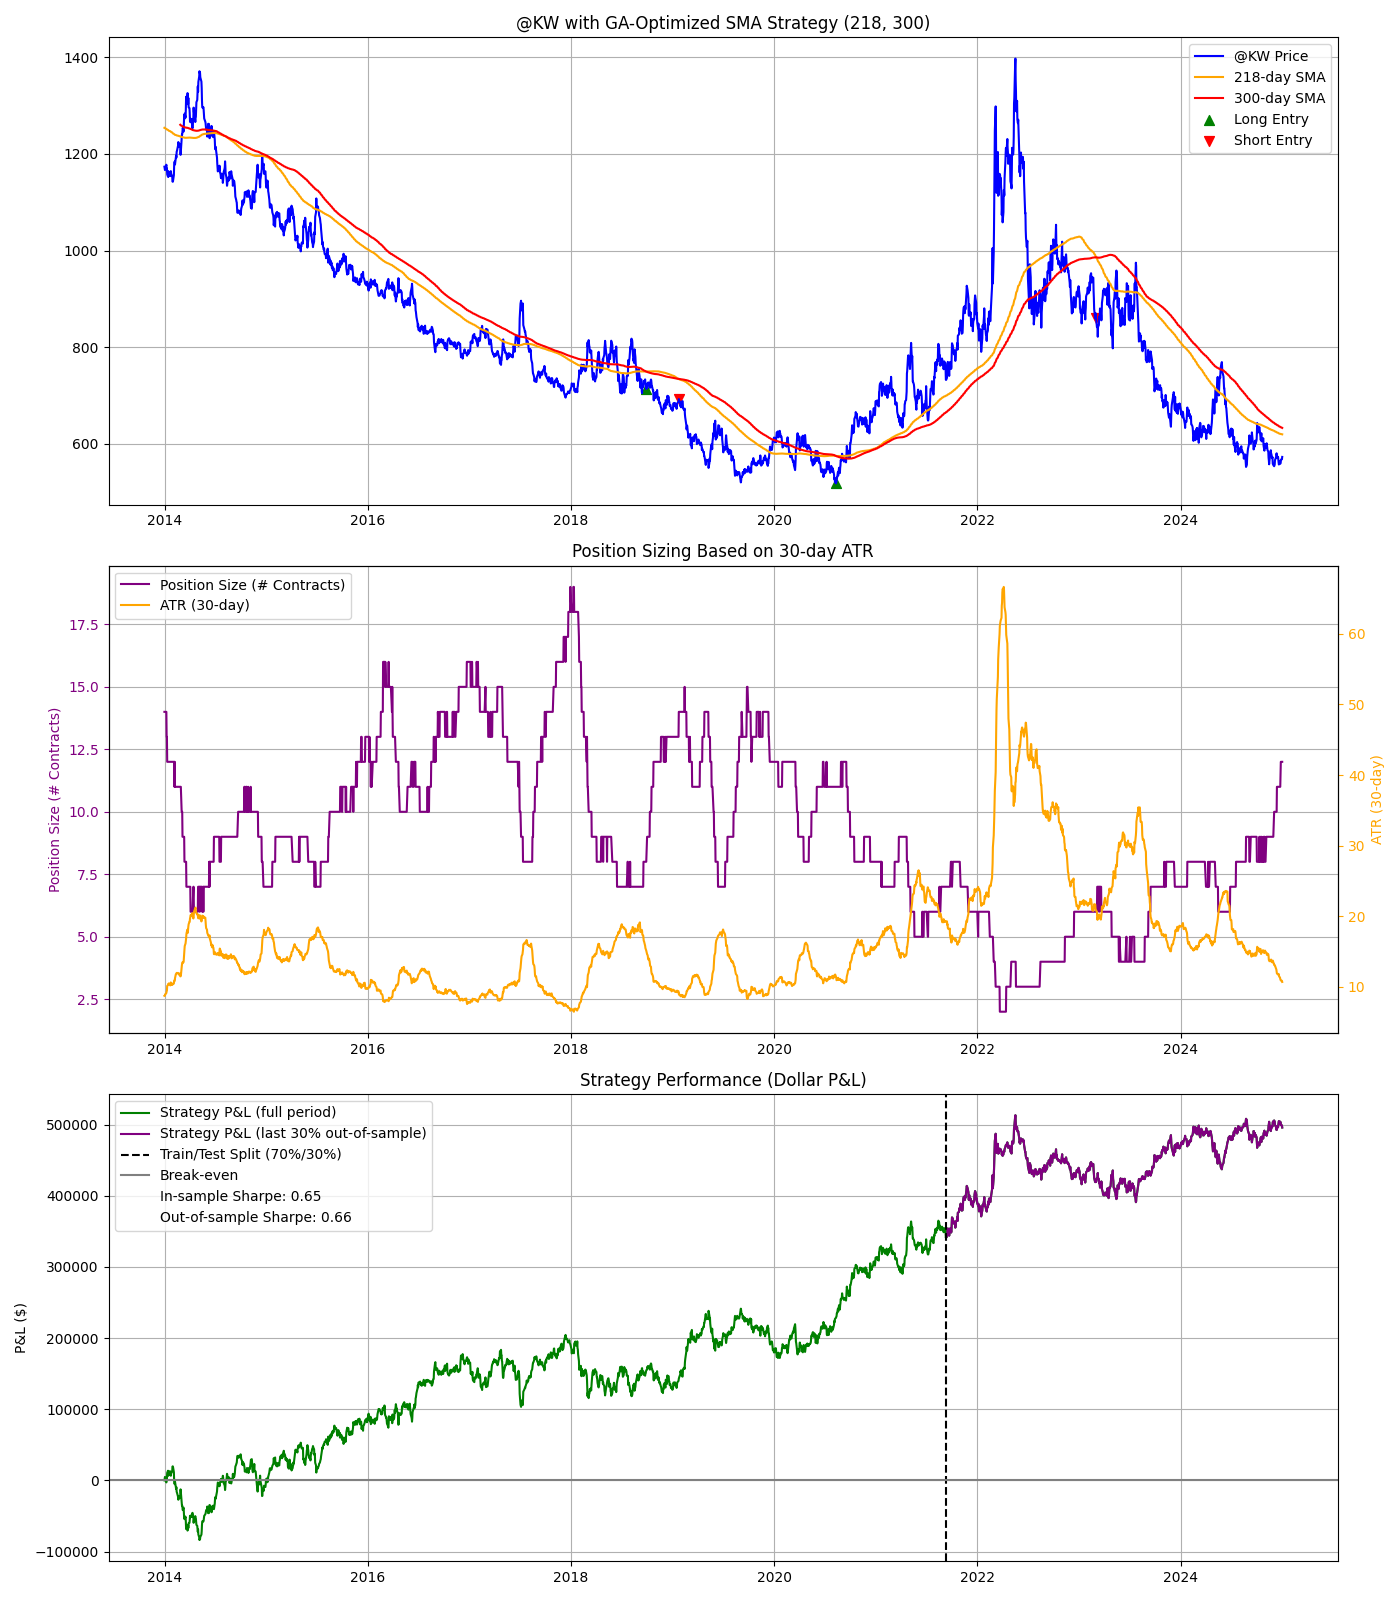 @KW with GA-Optimized SMA Strategy (218, 300)
1400
1200
1000
800
600
@KW Price
218-day SMA
300-day SMA
Long Entry
Short Entry
2014 2016 2018 2020 2022 2024
Position Sizing Based on 30-day ATR
Position Size (# Contracts)
ATR (30-day)
Position Size (# Contracts)
17.5
15.0
12.5
10.0
7.5
5.0
2.5
60
50
40
30
20
10
ATR (30-day)
2014 2016 2018 2020 2022 2024
Strategy Performance (Dollar P&L)
Strategy P&L (full period)
Strategy P&L (last 30% out-of-sample)
Train/Test Split (70%/30%)
Break-even
In-sample Sharpe: 0.65
Out-of-sample Sharpe: 0.66
P&L ($)
500000
400000
300000
200000
100000
0
−100000
2014 2016 2018 2020 2022 2024